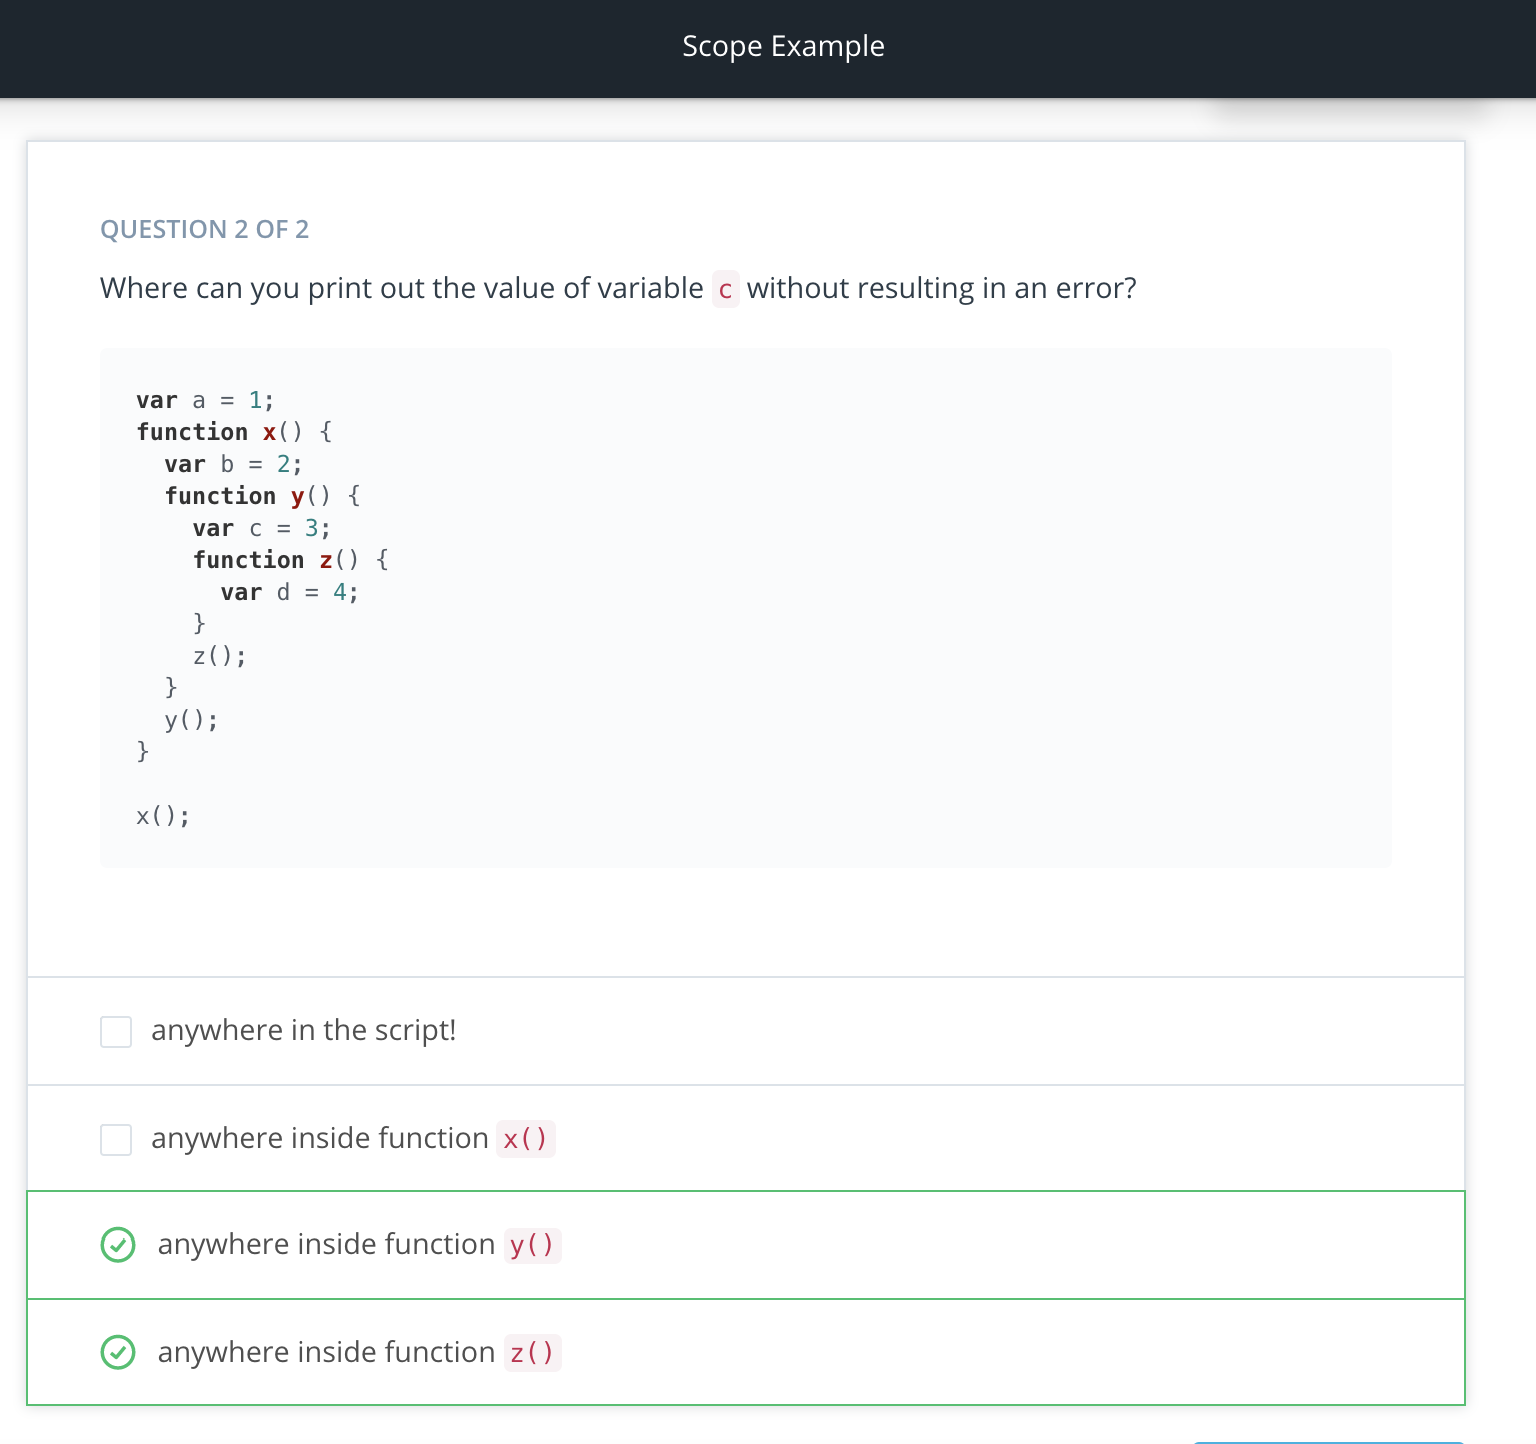 Scope Example
QUESTION 2 OF 2
Where can you print out the value of variable c without resulting in an error?
var a = 1;
function x() {
  var b = 2;
  function y() {
    var c = 3;
    function z() {
      var d = 4;
    }
    z();
  }
  y();
}
x();
anywhere in the script!
anywhere inside function x()
anywhere inside function y()
anywhere inside function z()